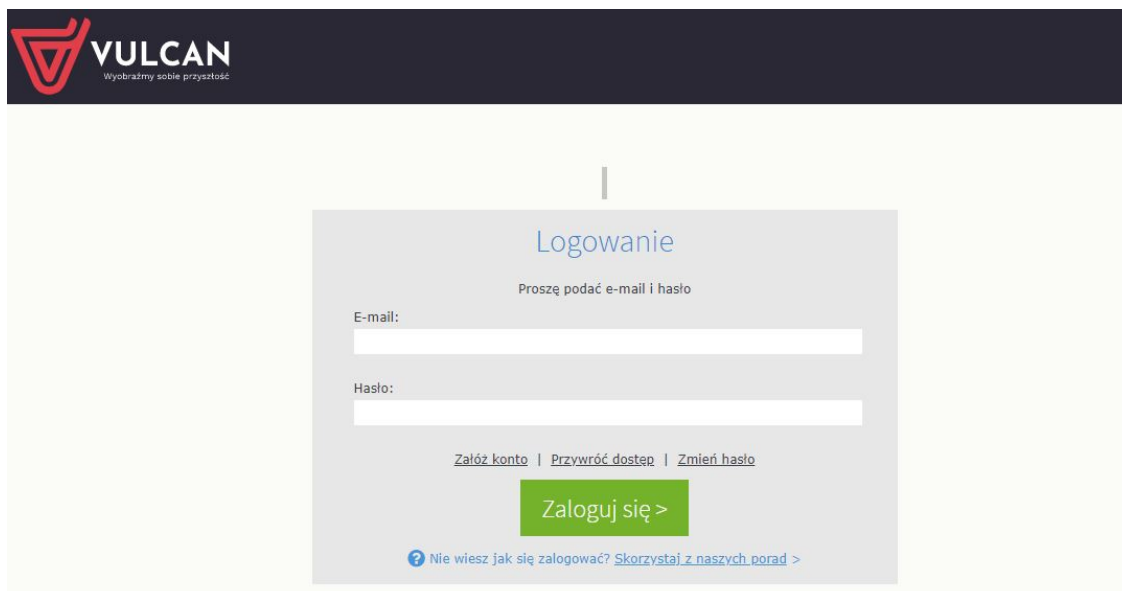 VULCAN
Wyobraźmy sobie przyszłość
Logowanie
Proszę podać e-mail i hasło
E-mail:
Hasło:
Załóż konto | Przywróć dostęp | Zmień hasło
Zaloguj się >
? Nie wiesz jak się zalogować? Skorzystaj z naszych porad >